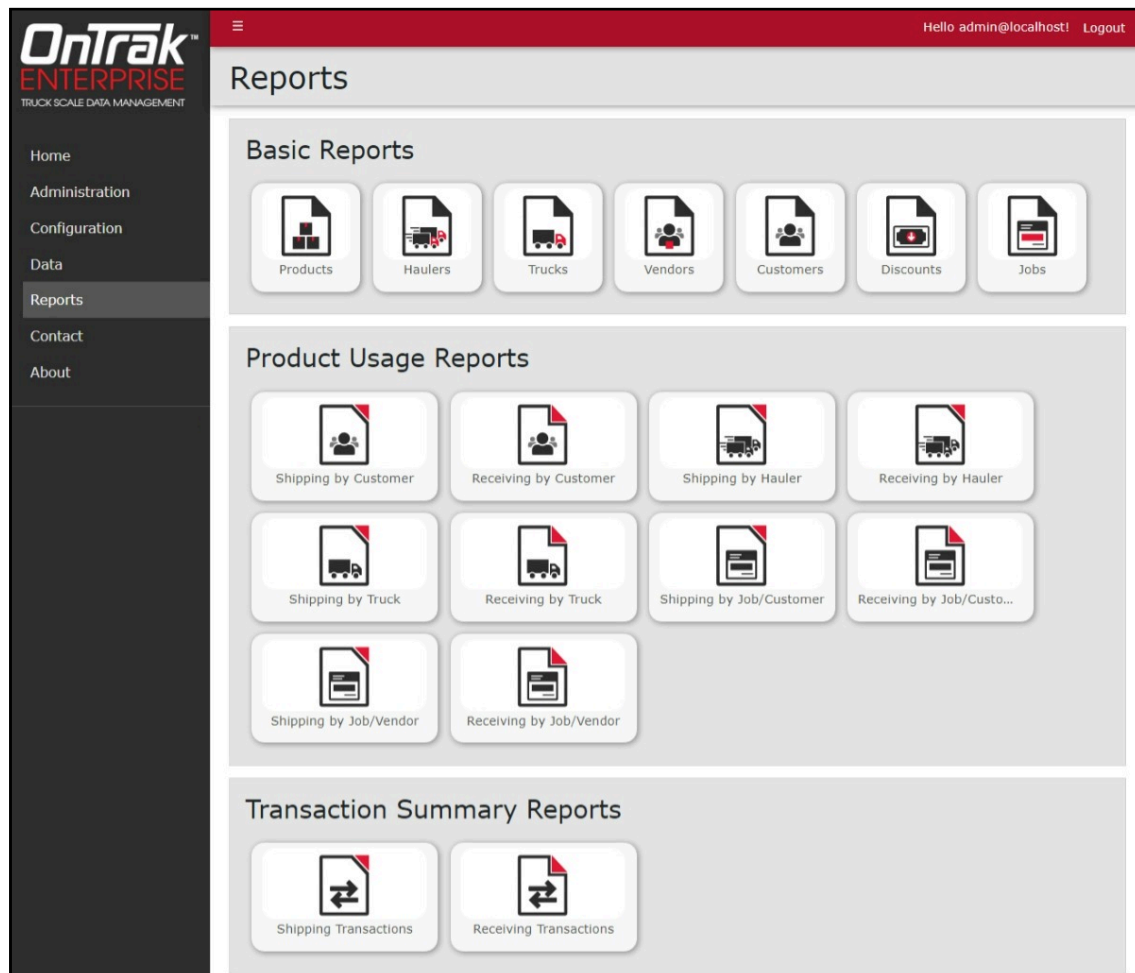 OnTrak™
ENTERPRISE
TRUCK SCALE DATA MANAGEMENT
Home
Administration
Configuration
Data
Reports
Contact
About
☰ Hello admin@localhost! Logout
Reports
Basic Reports
Products Haulers Trucks Vendors Customers Discounts Jobs
Product Usage Reports
Shipping by Customer Receiving by Customer Shipping by Hauler Receiving by Hauler
Shipping by Truck Receiving by Truck Shipping by Job/Customer Receiving by Job/Custo...
Shipping by Job/Vendor Receiving by Job/Vendor
Transaction Summary Reports
Shipping Transactions Receiving Transactions